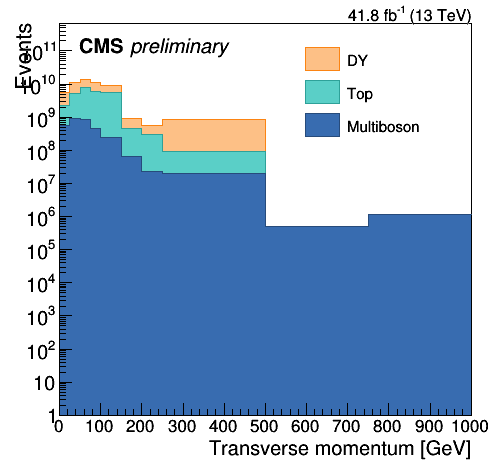 41.8 fb⁻¹ (13 TeV)
Events
CMS preliminary
DY
Top
Multiboson
10¹¹
10¹⁰
10⁹
10⁸
10⁷
10⁶
10⁵
10⁴
10³
10²
10
1
0 100 200 300 400 500 600 700 800 900 1000
Transverse momentum [GeV]